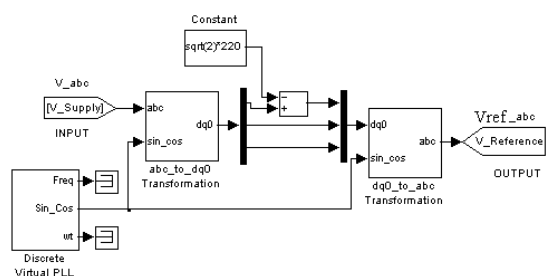 Constant
sqrt(2)*220
V_abc
[V_Supply]
INPUT
abc
sin_cos
dq0
abc_to_dq0
Transformation
−
+
dq0
sin_cos
abc
dq0_to_abc
Transformation
Vref_abc
V_Reference
OUTPUT
Freq
Sin_Cos
wt
Discrete
Virtual PLL